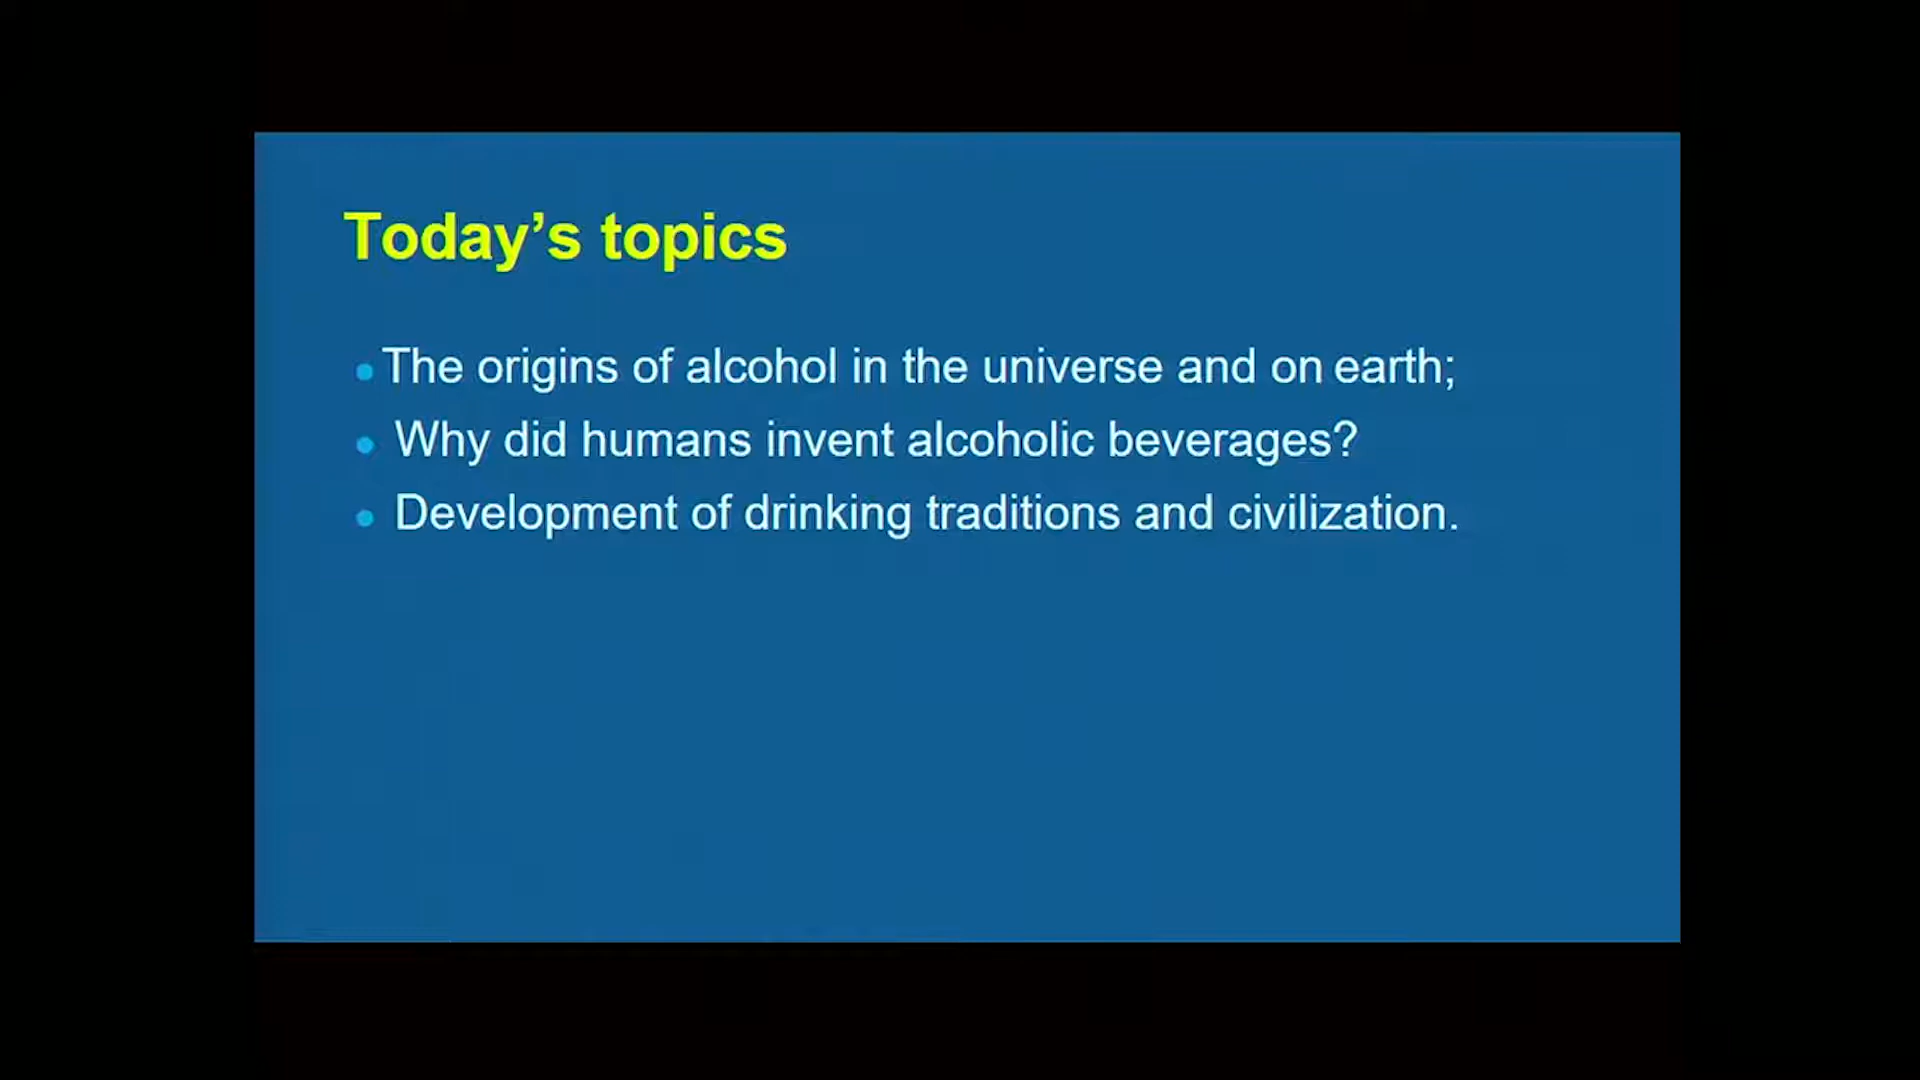 Today’s topics
The origins of alcohol in the universe and on earth;
Why did humans invent alcoholic beverages?
Development of drinking traditions and civilization.